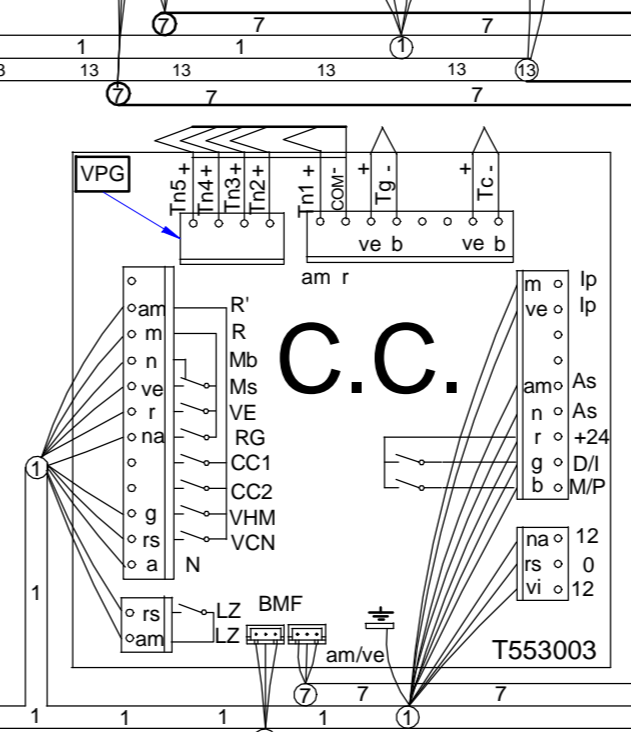 7
7
7
1
1
1
3
13
13
13
13
13
7
7
7
VPG
Tn5 +
Tn4 +
Tn3 +
Tn2 +
Tn1 +
COM-
+ Tg -
+ Tc -
ve b
ve b
am r
C.C.
am R'
m R
n Mb
ve Ms
r VE
na RG
CC1
CC2
g VHM
rs VCN
a N
rs LZ
am LZ
m Ip
ve Ip
am As
n As
r +24
g D/I
b M/P
na 12
rs 0
vi 12
BMF
am/ve
T553003
1
1
7
7
7
1
1
1
1
1